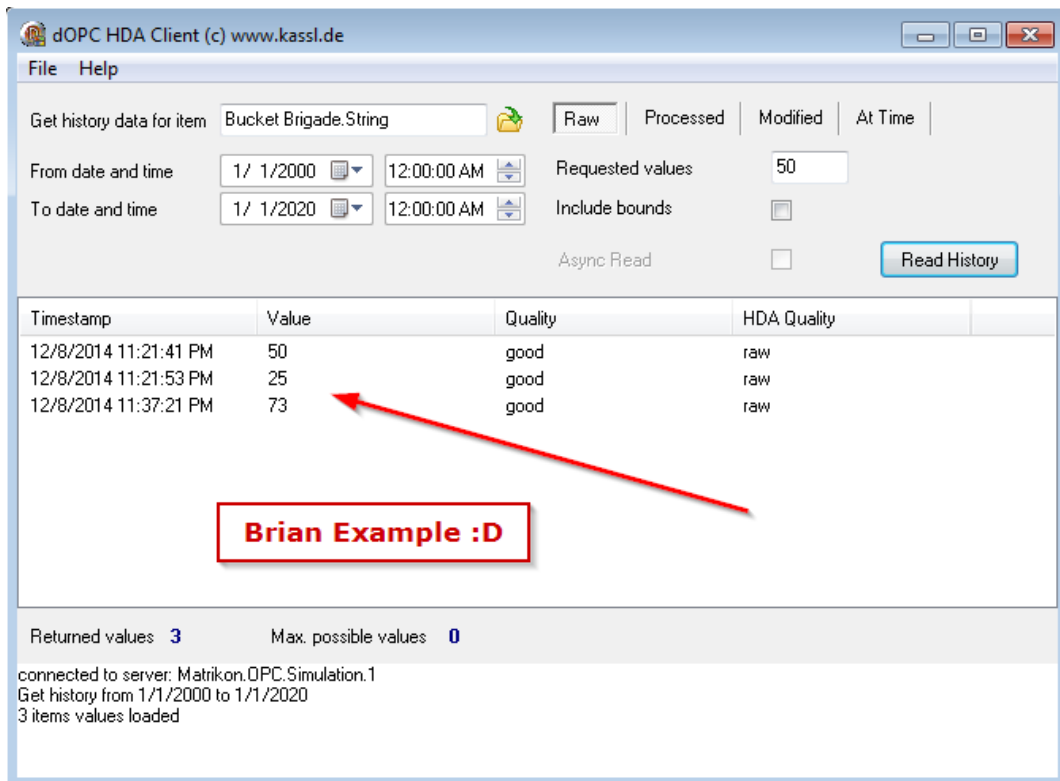 dOPC HDA Client (c) www.kassl.de
File Help
Get history data for item Bucket Brigade.String Raw Processed Modified At Time
From date and time 1/ 1/2000 12:00:00 AM Requested values 50
To date and time 1/ 1/2020 12:00:00 AM Include bounds
Async Read Read History
Timestamp Value Quality HDA Quality
12/8/2014 11:21:41 PM 50 good raw
12/8/2014 11:21:53 PM 25 good raw
12/8/2014 11:37:21 PM 73 good raw
Brian Example :D
Returned values 3 Max. possible values 0
connected to server: Matrikon.OPC.Simulation.1
Get history from 1/1/2000 to 1/1/2020
3 items values loaded